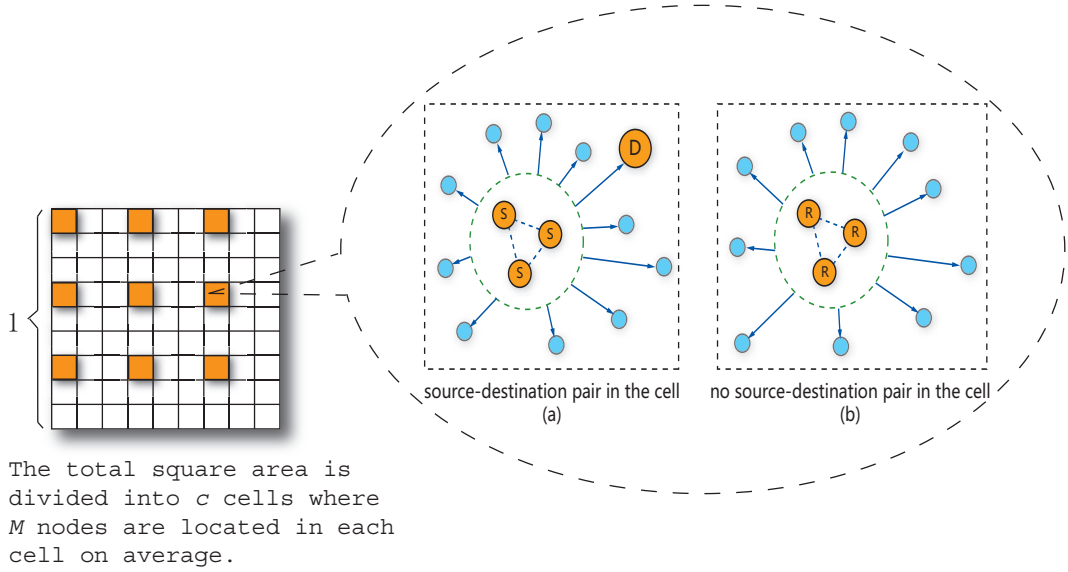 D
S
S
S
R
R
R
1
source-destination pair in the cell
(a)
no source-destination pair in the cell
(b)
The total square area is
divided into c cells where
M nodes are located in each
cell on average.